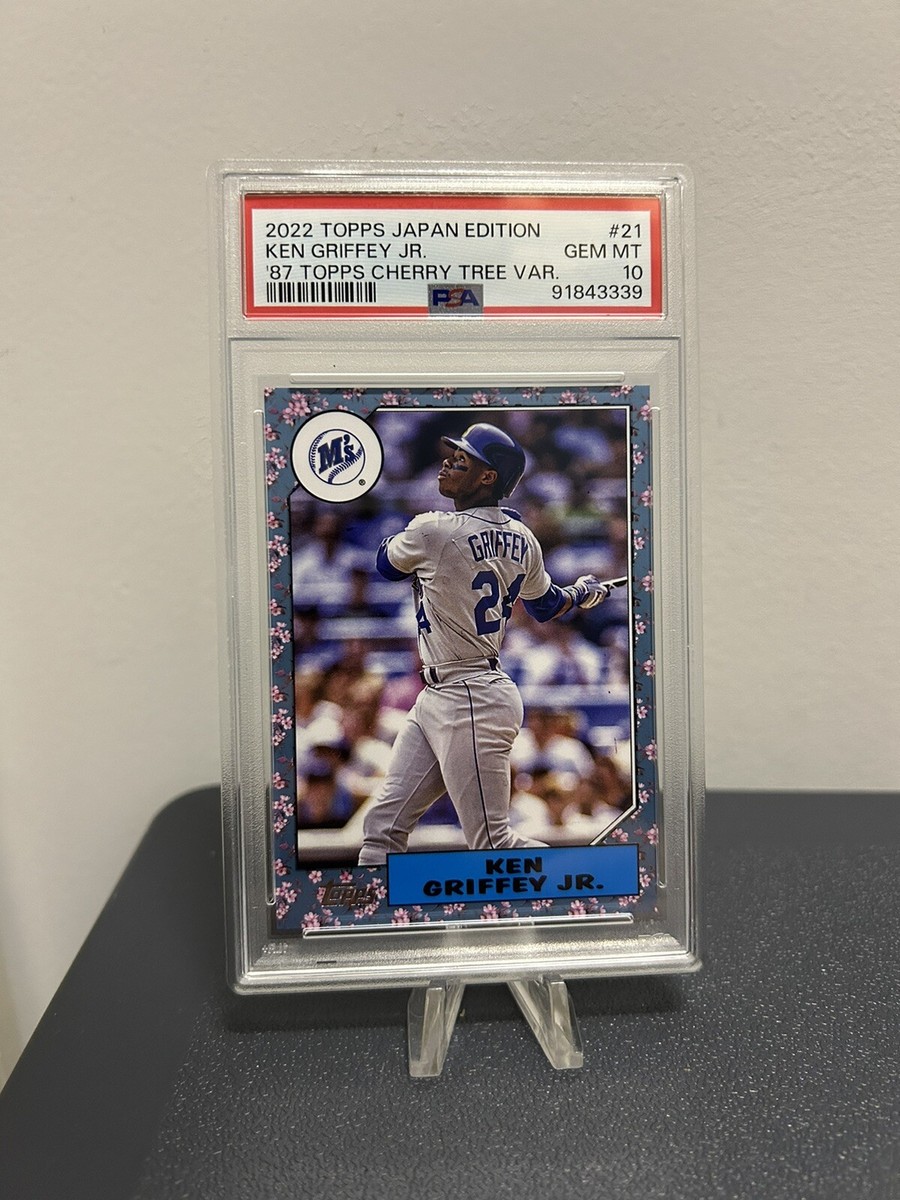 2022 TOPPS JAPAN EDITION #21
KEN GRIFFEY JR. GEM MT
'87 TOPPS CHERRY TREE VAR. 10
PSA 91843339
M's
®
GRIFFEY
24
KEN
GRIFFEY JR.
Topps